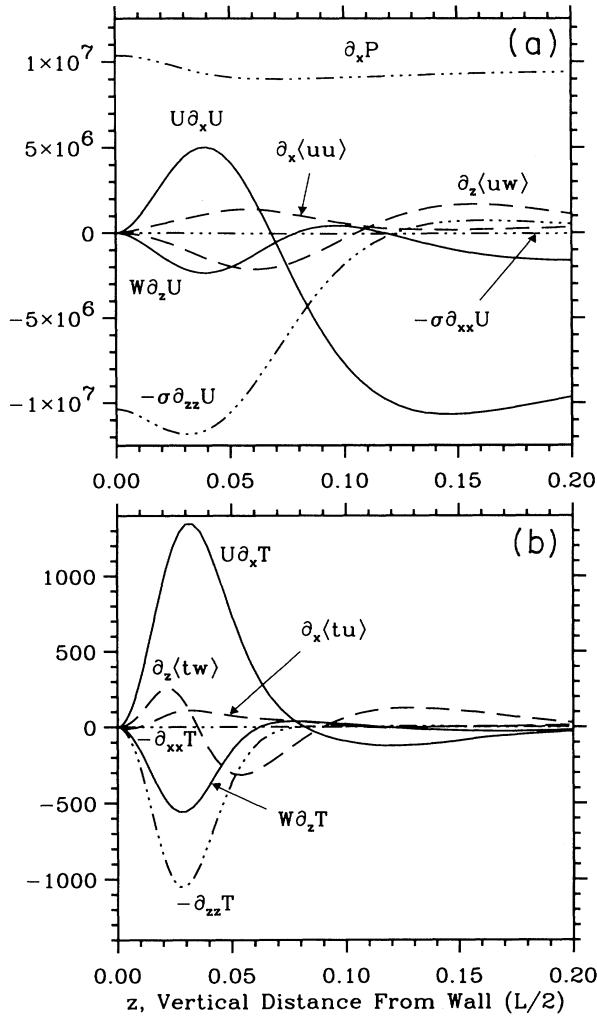 (a)
∂ₓP
1×10⁷
U∂ₓU
5×10⁶
∂ₓ⟨uu⟩
∂_z⟨uw⟩
0
W∂_zU
−5×10⁶
−σ∂ₓₓU
−1×10⁷
−σ∂_zzU
0.00 0.05 0.10 0.15 0.20
(b)
U∂ₓT
1000
∂ₓ⟨tu⟩
500
∂_z⟨tw⟩
0
−∂ₓₓT
−500
W∂_zT
−1000
−∂_zzT
0.00 0.05 0.10 0.15 0.20
z, Vertical Distance From Wall (L/2)